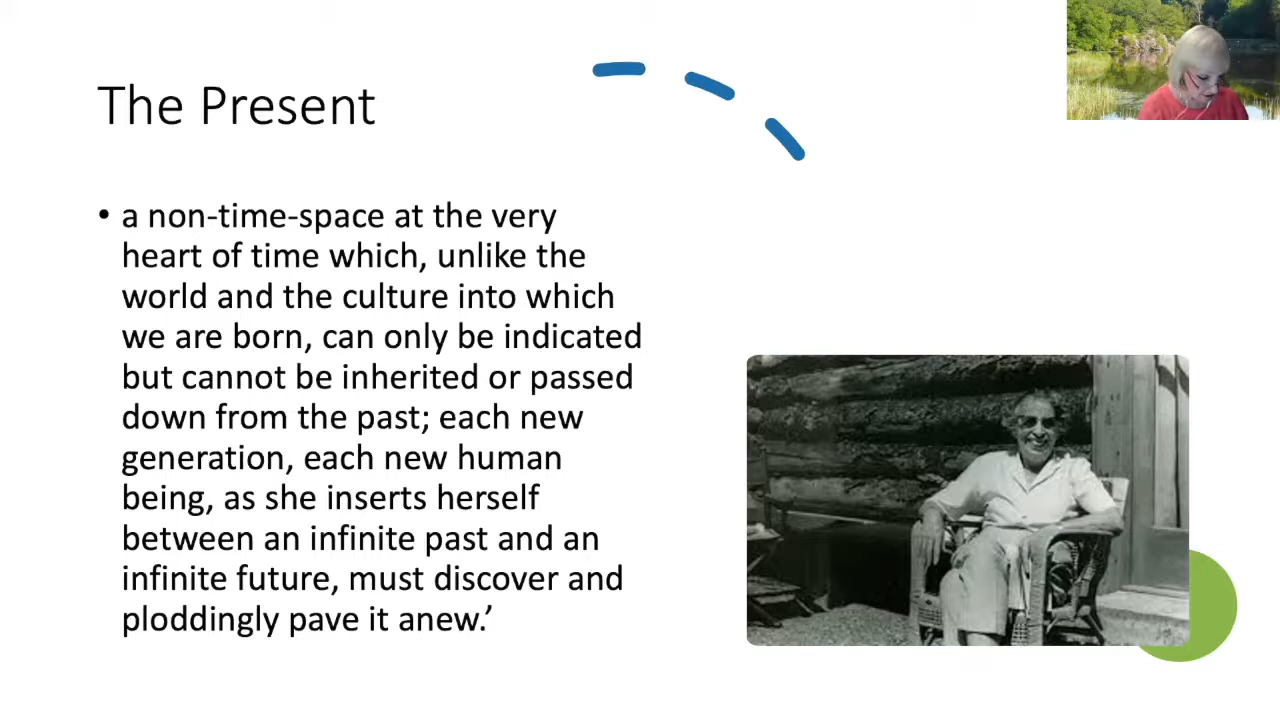 The Present
• a non-time-space at the very
heart of time which, unlike the
world and the culture into which
we are born, can only be indicated
but cannot be inherited or passed
down from the past; each new
generation, each new human
being, as she inserts herself
between an infinite past and an
infinite future, must discover and
ploddingly pave it anew.’